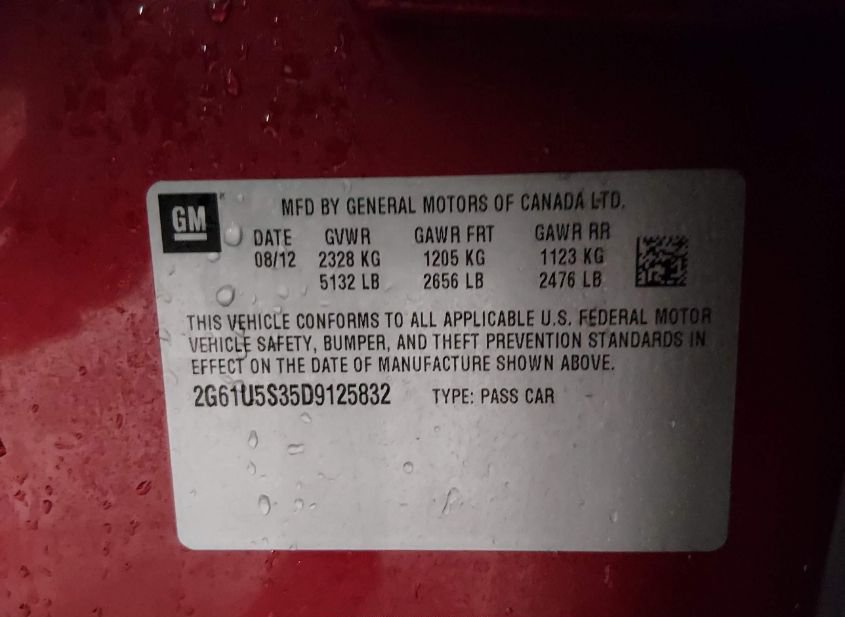 GM
MFD BY GENERAL MOTORS OF CANADA LTD.
DATE GVWR GAWR FRT GAWR RR
08/12 2328 KG 1205 KG 1123 KG
5132 LB 2656 LB 2476 LB
THIS VEHICLE CONFORMS TO ALL APPLICABLE U.S. FEDERAL MOTOR
VEHICLE SAFETY, BUMPER, AND THEFT PREVENTION STANDARDS IN
EFFECT ON THE DATE OF MANUFACTURE SHOWN ABOVE.
2G61U5S35D9125832 TYPE: PASS CAR